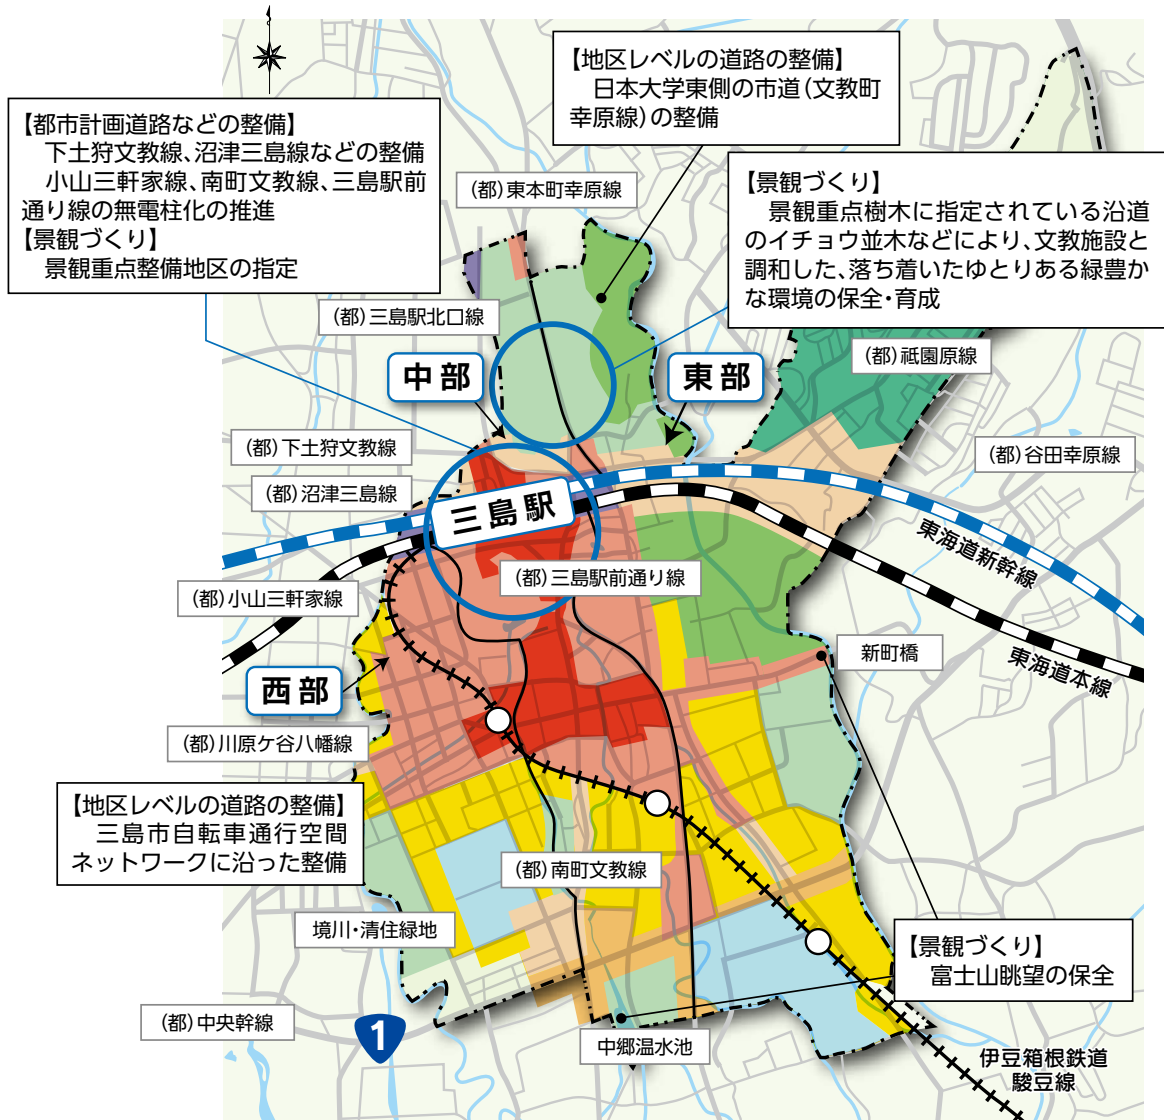 【地区レベルの道路の整備】
日本大学東側の市道(文教町
幸原線)の整備
【都市計画道路などの整備】
下土狩文教線、沼津三島線などの整備
小山三軒家線、南町文教線、三島駅前
通り線の無電柱化の推進
【景観づくり】
景観重点整備地区の指定
【景観づくり】
景観重点樹木に指定されている沿道
のイチョウ並木などにより、文教施設と
調和した、落ち着いたゆとりある緑豊か
な環境の保全・育成
(都)東本町幸原線
(都)三島駅北口線
(都)祇園原線
中部
東部
(都)下土狩文教線
(都)谷田幸原線
(都)沼津三島線
三島駅
東海道新幹線
(都)三島駅前通り線
(都)小山三軒家線
新町橋
東海道本線
西部
(都)川原ケ谷八幡線
【地区レベルの道路の整備】
三島市自転車通行空間
ネットワークに沿った整備
(都)南町文教線
境川・清住緑地
【景観づくり】
富士山眺望の保全
(都)中央幹線
1
中郷温水池
伊豆箱根鉄道
駿豆線